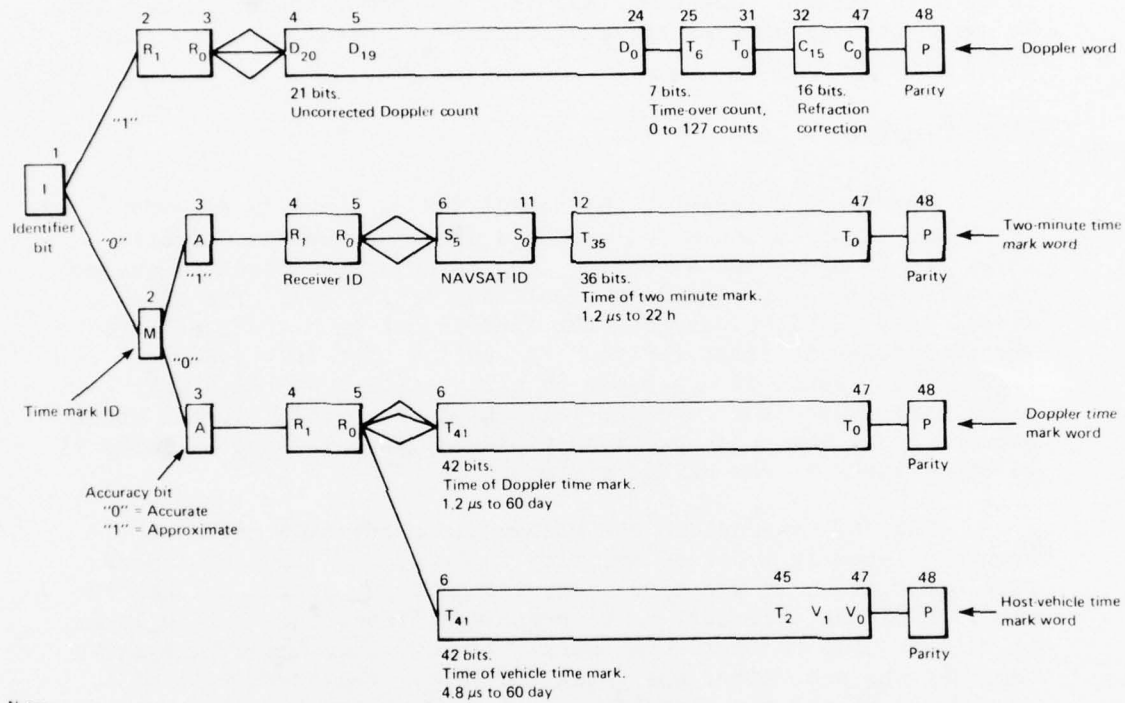 2 3 4 5 24 25 31 32 47 48
R1 R0 D20 D19 D0 T6 T0 C15 C0 P Doppler word
21 bits. Uncorrected Doppler count
7 bits. Time-over count, 0 to 127 counts
16 bits. Refraction correction
Parity
"1"
1
I
Identifier bit
"0"
3 4 5 6 11 12 47 48
A R1 R0 S5 S0 T35 T0 P Two-minute time mark word
"1"
Receiver ID
NAVSAT ID
36 bits.
Time of two minute mark.
1.2 µs to 22 h
Parity
2
M
"0"
Time mark ID
3 4 5 6 47 48
A R1 R0 T41 T0 P Doppler time mark word
42 bits.
Time of Doppler time mark.
1.2 µs to 60 day
Parity
Accuracy bit
"0" = Accurate
"1" = Approximate
6 45 47 48
T41 T2 V1 V0 P Host-vehicle time mark word
42 bits.
Time of vehicle time mark.
4.8 µs to 60 day
Parity